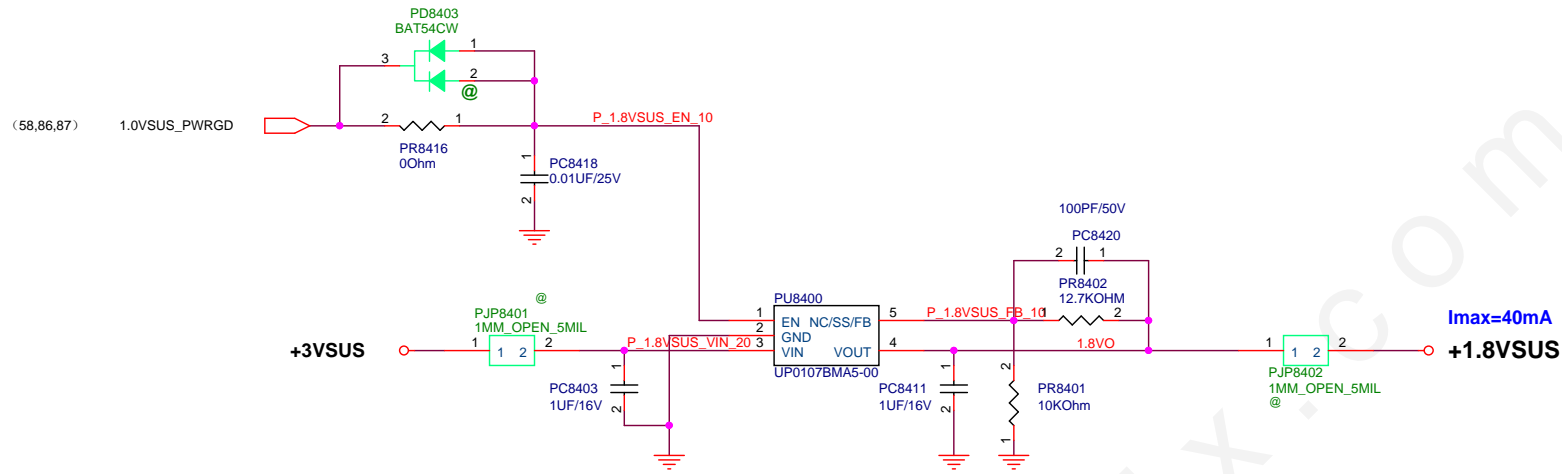 PD8403
BAT54CW
3
1
2
@
(58,86,87)
1.0VSUS_PWRGD
2
1
P_1.8VSUS_EN_10
PR8416
0Ohm
1
PC8418
0.01UF/25V
2
100PF/50V
PC8420
2
1
PR8402
12.7KOHM
@
PJP8401
1MM_OPEN_5MIL
PU8400
1
EN
NC/SS/FB
5
P_1.8VSUS_FB_10
1
2
2
GND
+3VSUS
1
1
2
2
P_1.8VSUS_VIN_20
3
VIN
VOUT
4
1.8VO
UP0107BMA5-00
1
PC8403
1UF/16V
2
1
PC8411
1UF/16V
2
2
PR8401
10KOhm
1
Imax=40mA
1
1
2
2
+1.8VSUS
PJP8402
1MM_OPEN_5MIL
@
x.com